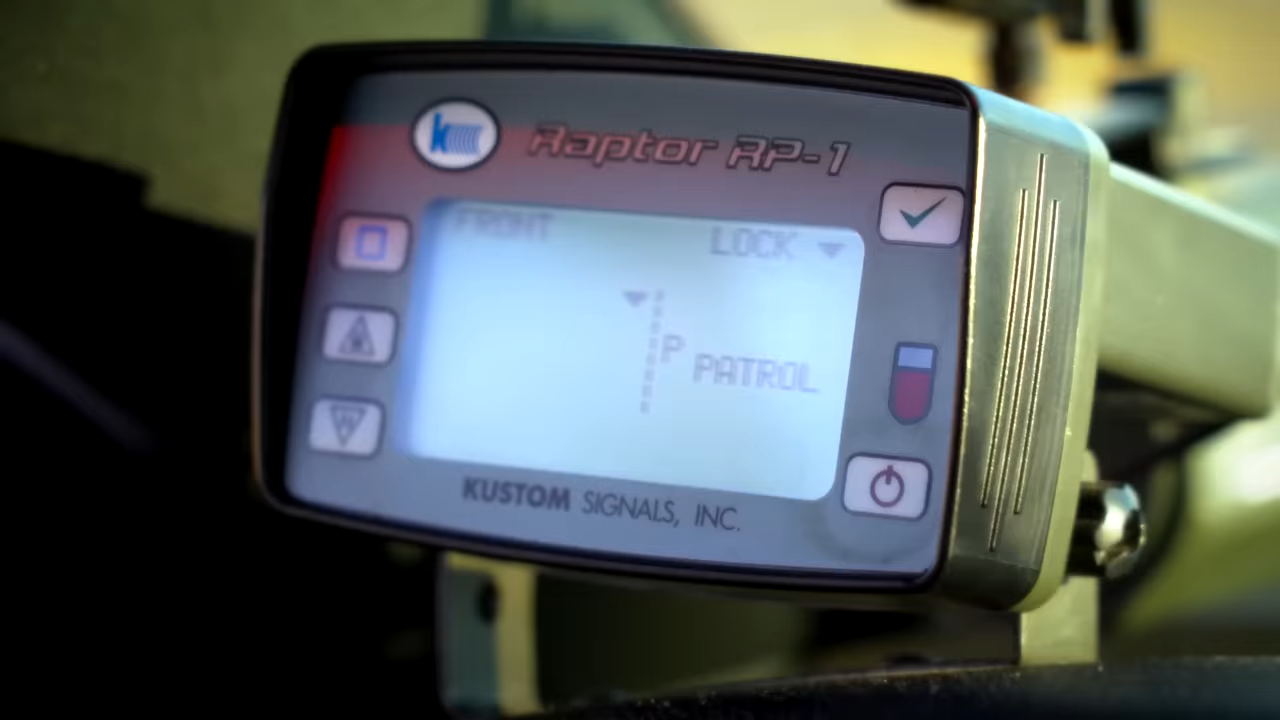 Raptor RP-1
FRONT
LOCK
P
PATROL
KUSTOM SIGNALS, INC.